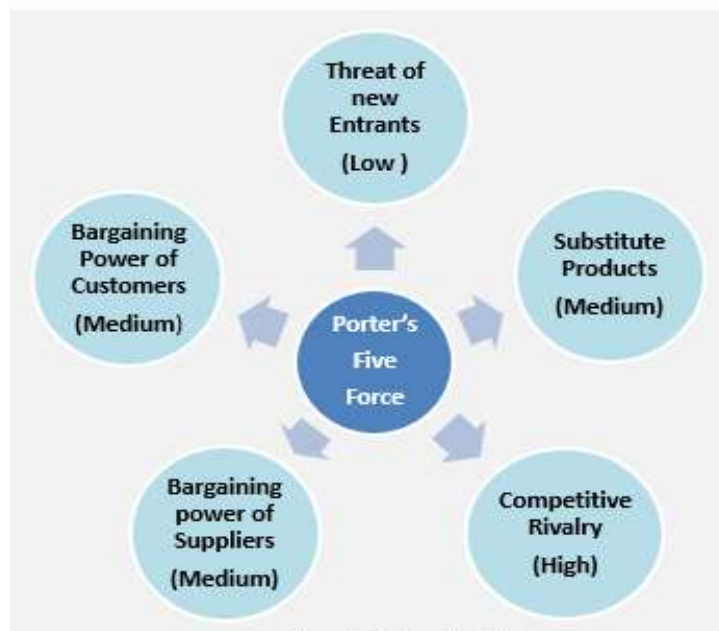 Threat of
new
Entrants
(Low )
Bargaining
Power of
Customers
(Medium)
Substitute
Products
(Medium)
Porter's
Five
Force
Bargaining
power of
Suppliers
(Medium)
Competitive
Rivalry
(High)